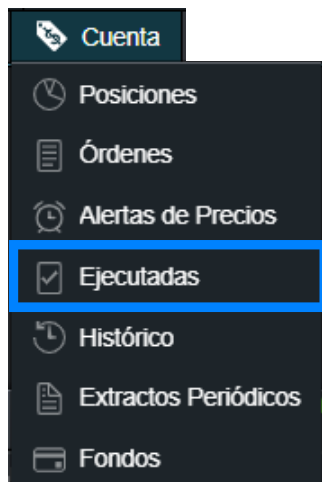 Cuenta
Posiciones
Órdenes
Alertas de Precios
Ejecutadas
Histórico
Extractos Periódicos
Fondos